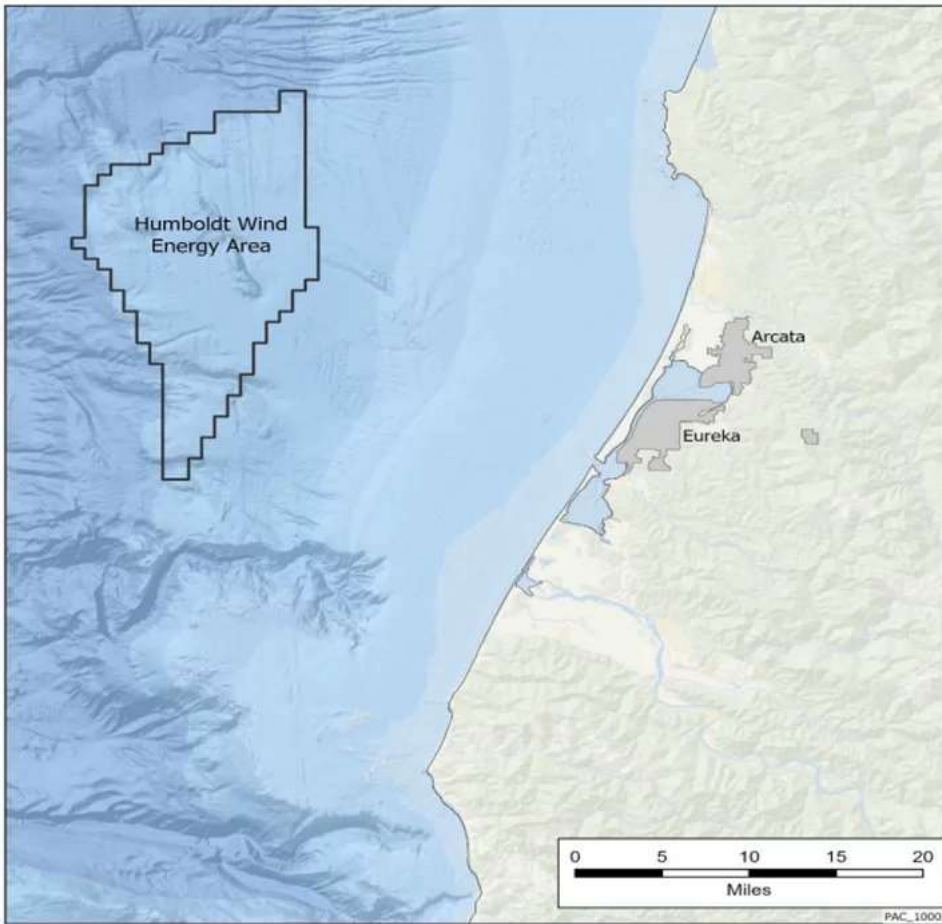 Humboldt Wind
Energy Area
Arcata
Eureka
0 5 10 15 20
Miles
PAC_1000